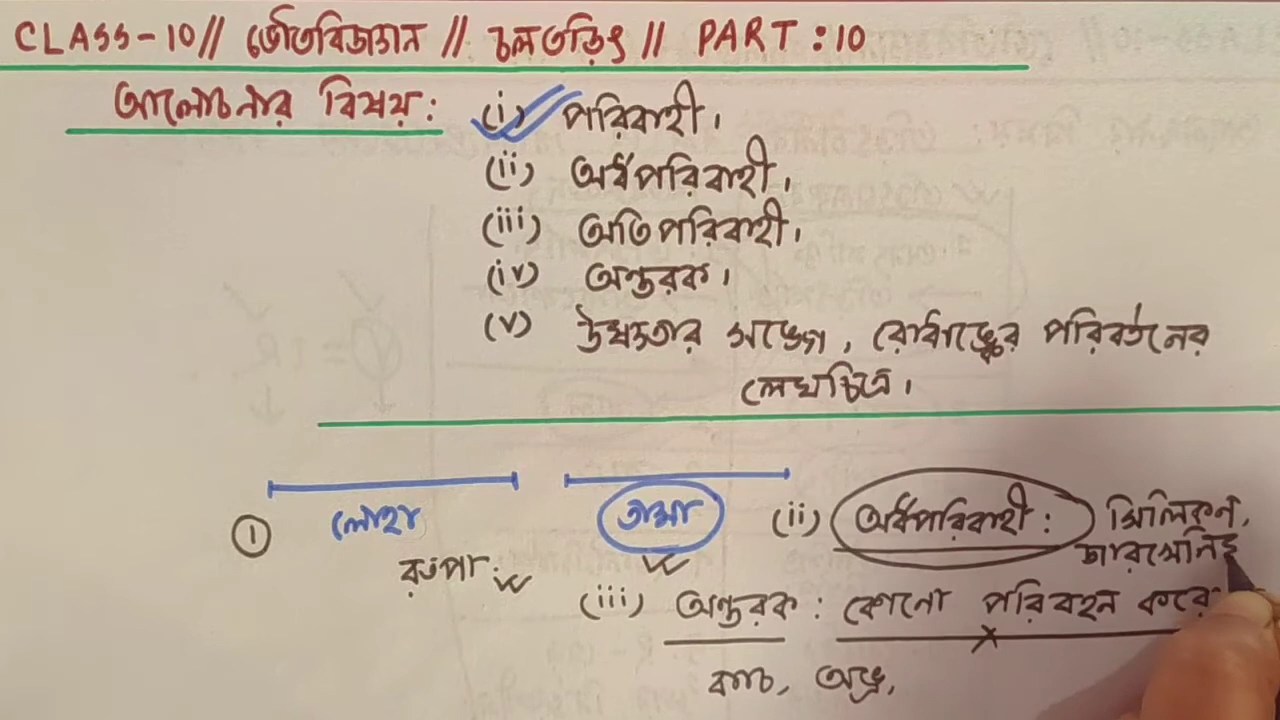 CLASS-10// ভৌতবিজ্ঞান // চলতড়িৎ // PART : 10
আলোচনার বিষয় : (i) পরিবাহী।
(ii) অর্ধপরিবাহী।
(iii) অতিপরিবাহী।
(iv) অন্তরক।
(v) উষ্ণতার সঙ্গে, রোধাঙ্কের পরিবর্তনের
লেখচিত্র।
① লোহা তামা (ii) অর্ধপরিবাহী : সিলিকন,
রূপা জারমেনিয়
(iii) অন্তরক : কোনো পরিবহন করে
কাচ, অভ্র,